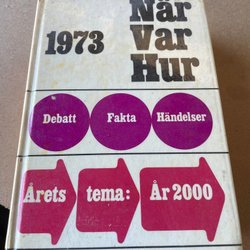 När
1973 Var
Hur
Debatt Fakta Händelser
Årets tema: År 2000